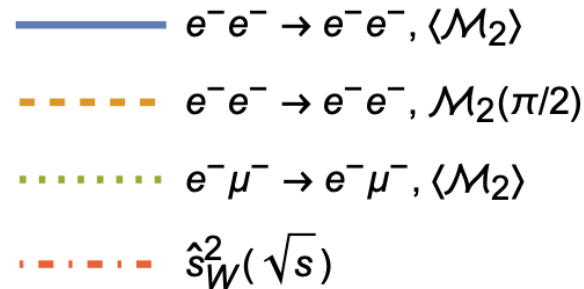 e⁻e⁻ → e⁻e⁻, ⟨ℳ₂⟩
e⁻e⁻ → e⁻e⁻, ℳ₂(π/2)
e⁻μ⁻ → e⁻μ⁻, ⟨ℳ₂⟩
ŝ²_W(√s)